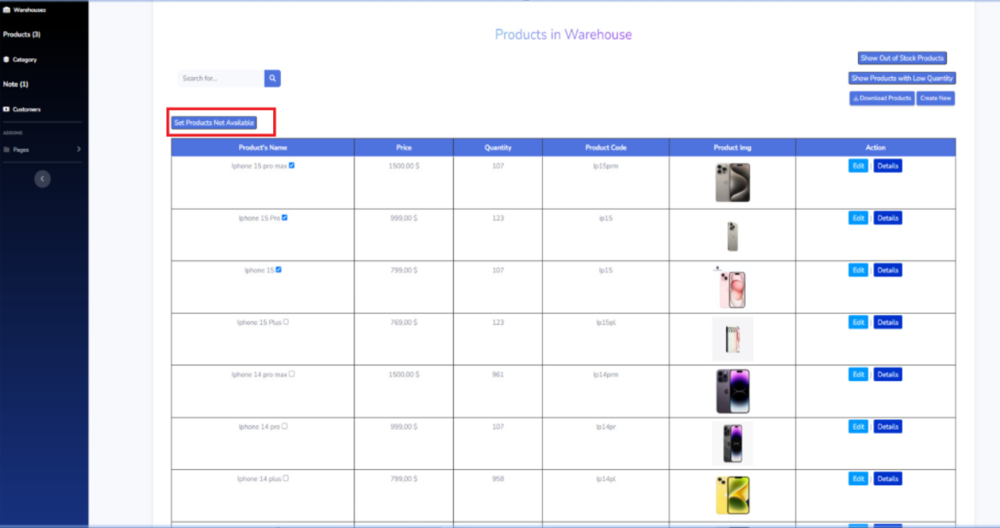 Warehouses
Products (3)
Category
Note (1)
Customers
ADDONS
Pages
Products in Warehouse
Show Out of Stock Products
Search for...
Show Products with Low Quantity
Download Products Create New
Set Products Not Available
Product's Name Price Quantity Product Code Product Img Action
Iphone 15 pro max 1500,00 $ 107 Ip15prm Edit | Details
Iphone 15 Pro 999,00 $ 123 ip15 Edit | Details
Iphone 15 799,00 $ 107 Ip15 Edit | Details
Iphone 15 Plus 769,00 $ 123 Ip15pl Edit | Details
Iphone 14 pro max 1500,00 $ 961 Ip14prm Edit | Details
Iphone 14 pro 999,00 $ 107 Ip14pr Edit | Details
Iphone 14 plus 799,00 $ 958 Ip14pl Edit | Details